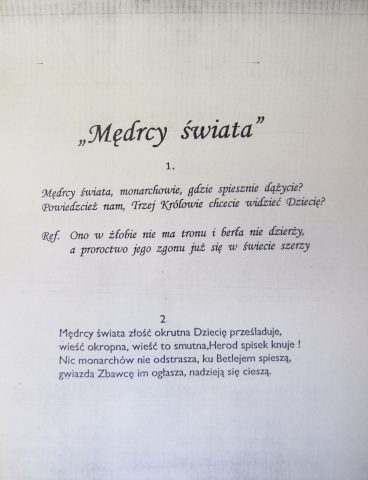 „Mędrcy świata”
1.
Mędrcy świata, monarchowie, gdzie spiesznie dążycie?
Powiedzcież nam, Trzej Królowie chcecie widzieć Dziecię?
Ref. Ono w żłobie nie ma tronu i berła nie dzierży,
a proroctwo jego zgonu już się w świecie szerzy
2
Mędrcy świata złość okrutna Dziecię prześladuje,
wieść okropna, wieść to smutna,Herod spisek knuje !
Nic monarchów nie odstrasza, ku Betlejem spieszą,
gwiazda Zbawcę im ogłasza, nadzieją się cieszą.